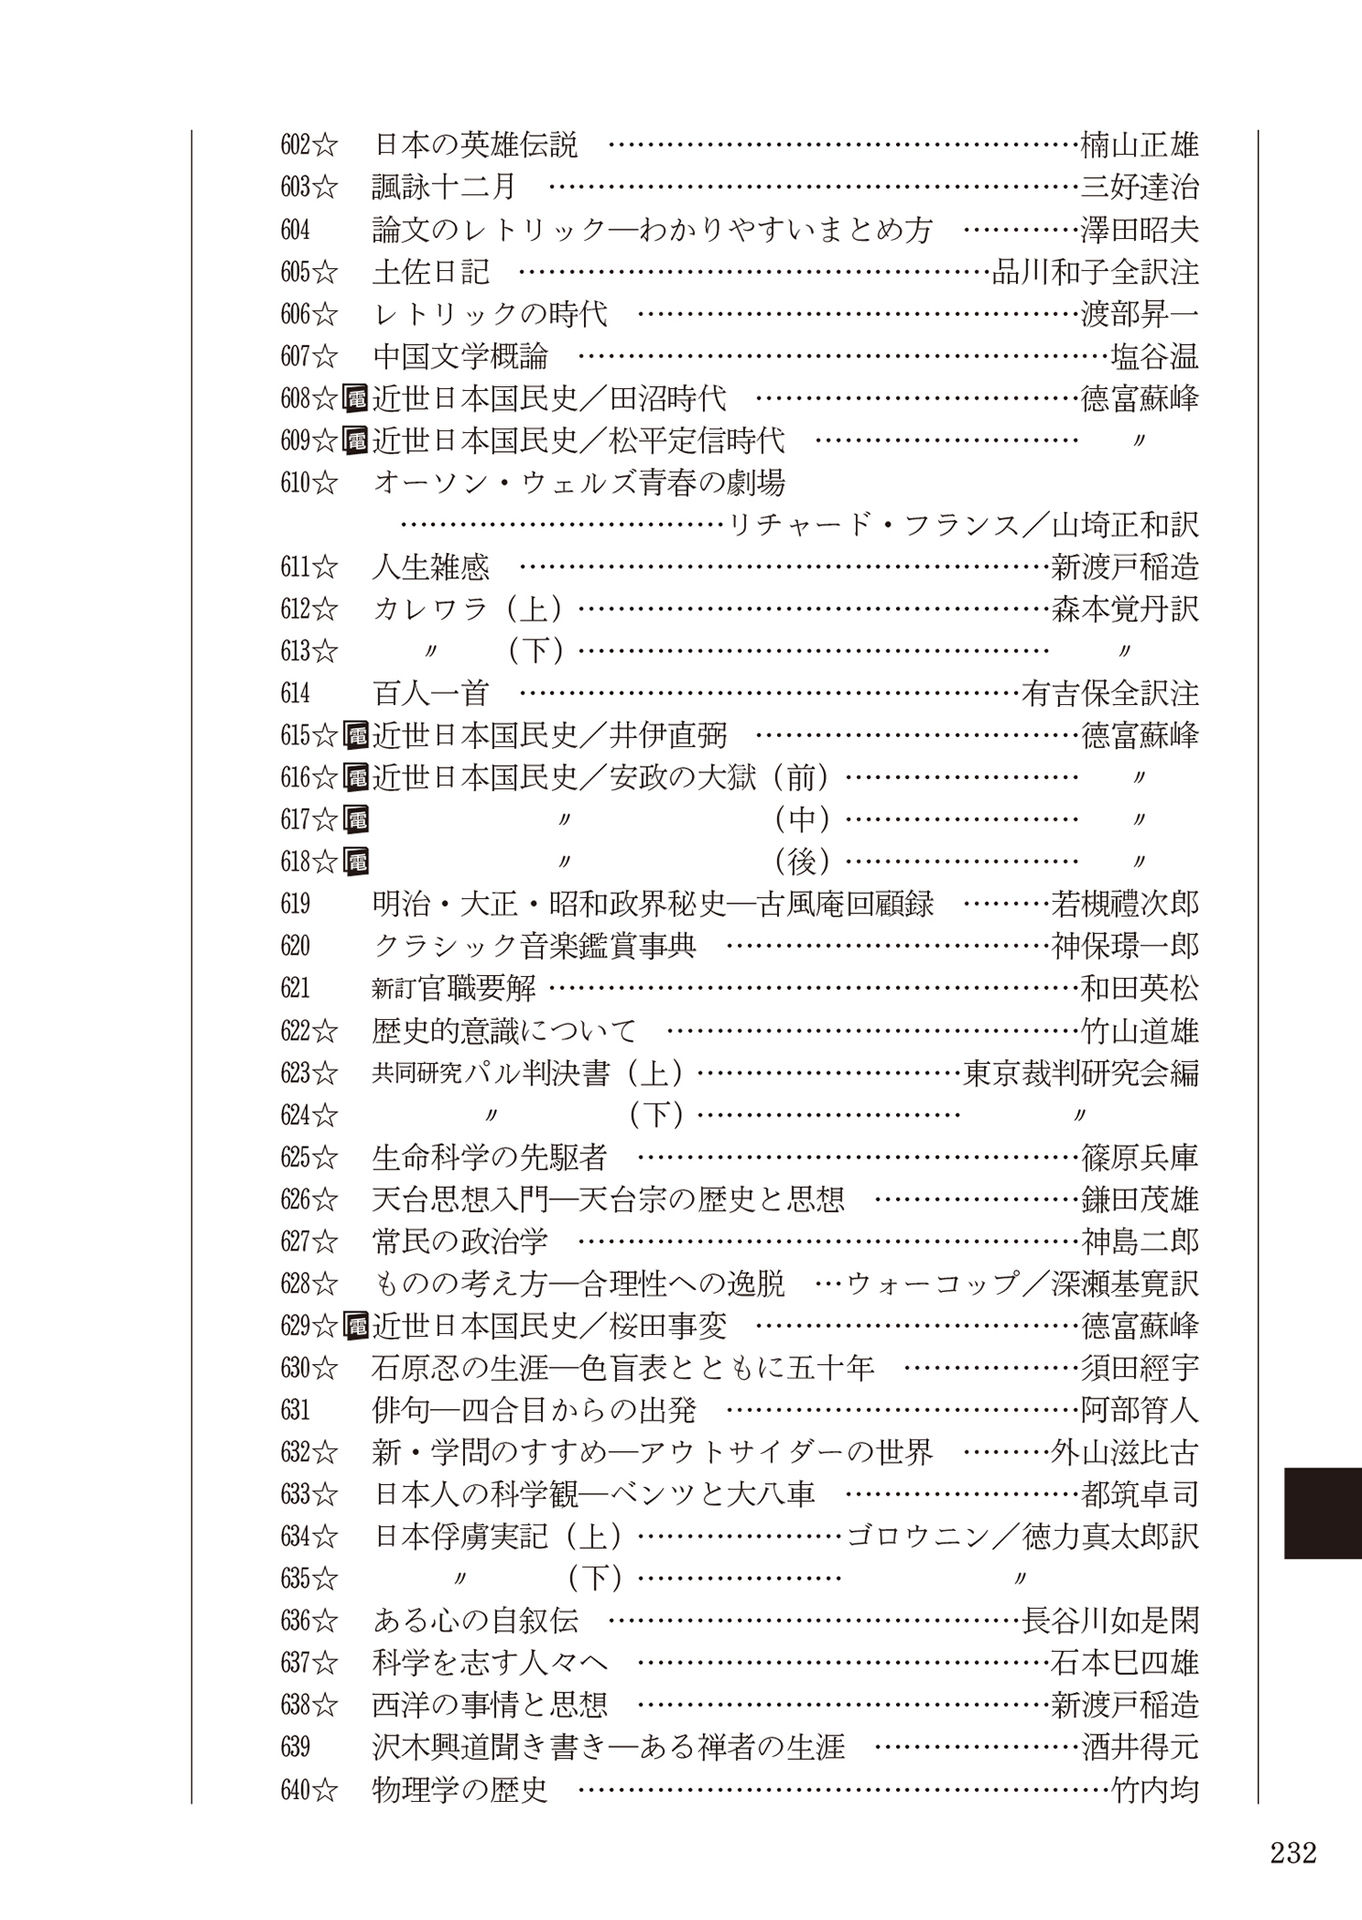 602☆ 日本の英雄伝説 ………………………………………楠山正雄
603☆ 諷詠十二月 ………………………………………………三好達治
604 論文のレトリック―わかりやすいまとめ方 …………澤田昭夫
605☆ 土佐日記 …………………………………………品川和子全訳注
606☆ レトリックの時代 ………………………………………渡部昇一
607☆ 中国文学概論 ………………………………………………塩谷温
608☆電近世日本国民史／田沼時代 ……………………………德富蘇峰
609☆電近世日本国民史／松平定信時代 ……………………… 〃
610☆ オーソン・ウェルズ青春の劇場
……………………………リチャード・フランス／山埼正和訳
611☆ 人生雑感 ………………………………………………新渡戸稲造
612☆ カレワラ（上）…………………………………………森本覚丹訳
613☆ 〃 （下）………………………………………… 〃
614 百人一首 ……………………………………………有吉保全訳注
615☆電近世日本国民史／井伊直弼 ……………………………德富蘇峰
616☆電近世日本国民史／安政の大獄（前）…………………… 〃
617☆電 〃 （中）…………………… 〃
618☆電 〃 （後）…………………… 〃
619 明治・大正・昭和政界秘史―古風庵回顧録 ………若槻禮次郎
620 クラシック音楽鑑賞事典 ……………………………神保璟一郎
621 新訂官職要解 ………………………………………………和田英松
622☆ 歴史的意識について ……………………………………竹山道雄
623☆ 共同研究パル判決書（上）………………………東京裁判研究会編
624☆ 〃 （下）……………………… 〃
625☆ 生命科学の先駆者 ………………………………………篠原兵庫
626☆ 天台思想入門―天台宗の歴史と思想 …………………鎌田茂雄
627☆ 常民の政治学 ……………………………………………神島二郎
628☆ ものの考え方―合理性への逸脱 …ウォーコップ／深瀬基寛訳
629☆電近世日本国民史／桜田事変 ……………………………德富蘇峰
630☆ 石原忍の生涯―色盲表とともに五十年 ………………須田經宇
631 俳句―四合目からの出発 ………………………………阿部筲人
632☆ 新・学問のすすめ―アウトサイダーの世界 ………外山滋比古
633☆ 日本人の科学観―ベンツと大八車 ……………………都筑卓司
634☆ 日本俘虜実記（上）…………………ゴロウニン／徳力真太郎訳
635☆ 〃 （下）………………… 〃
636☆ ある心の自叙伝 ……………………………………長谷川如是閑
637☆ 科学を志す人々へ ……………………………………石本巳四雄
638☆ 西洋の事情と思想 ……………………………………新渡戸稲造
639 沢木興道聞き書き―ある禅者の生涯 …………………酒井得元
640☆ 物理学の歴史 ………………………………………………竹内均
232